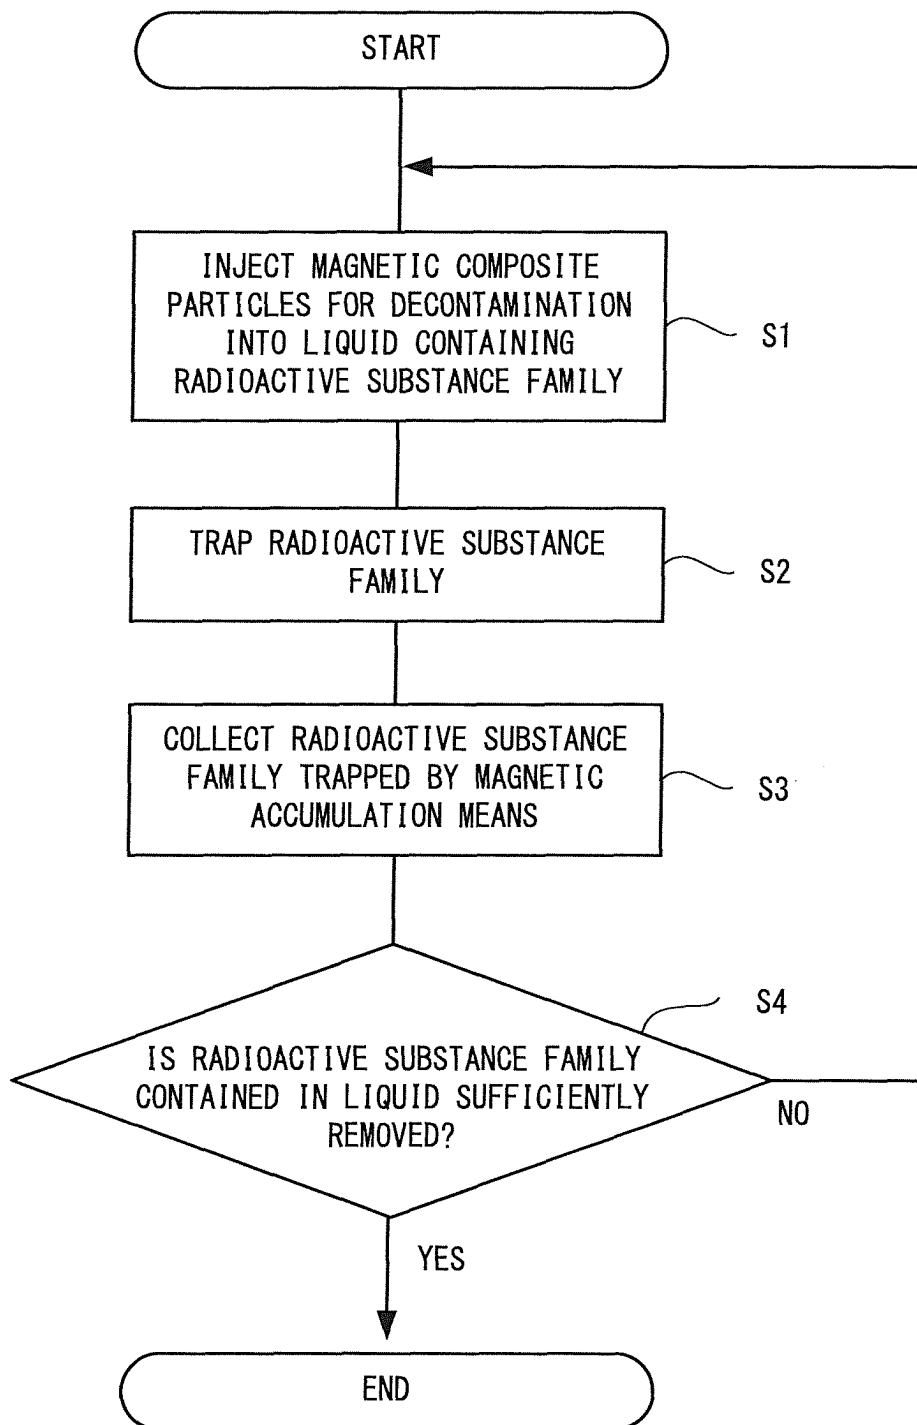 START
INJECT MAGNETIC COMPOSITE
PARTICLES FOR DECONTAMINATION
INTO LIQUID CONTAINING
RADIOACTIVE SUBSTANCE FAMILY
S1
TRAP RADIOACTIVE SUBSTANCE
FAMILY
S2
COLLECT RADIOACTIVE SUBSTANCE
FAMILY TRAPPED BY MAGNETIC
ACCUMULATION MEANS
S3
S4
IS RADIOACTIVE SUBSTANCE FAMILY
CONTAINED IN LIQUID SUFFICIENTLY
REMOVED?
NO
YES
END